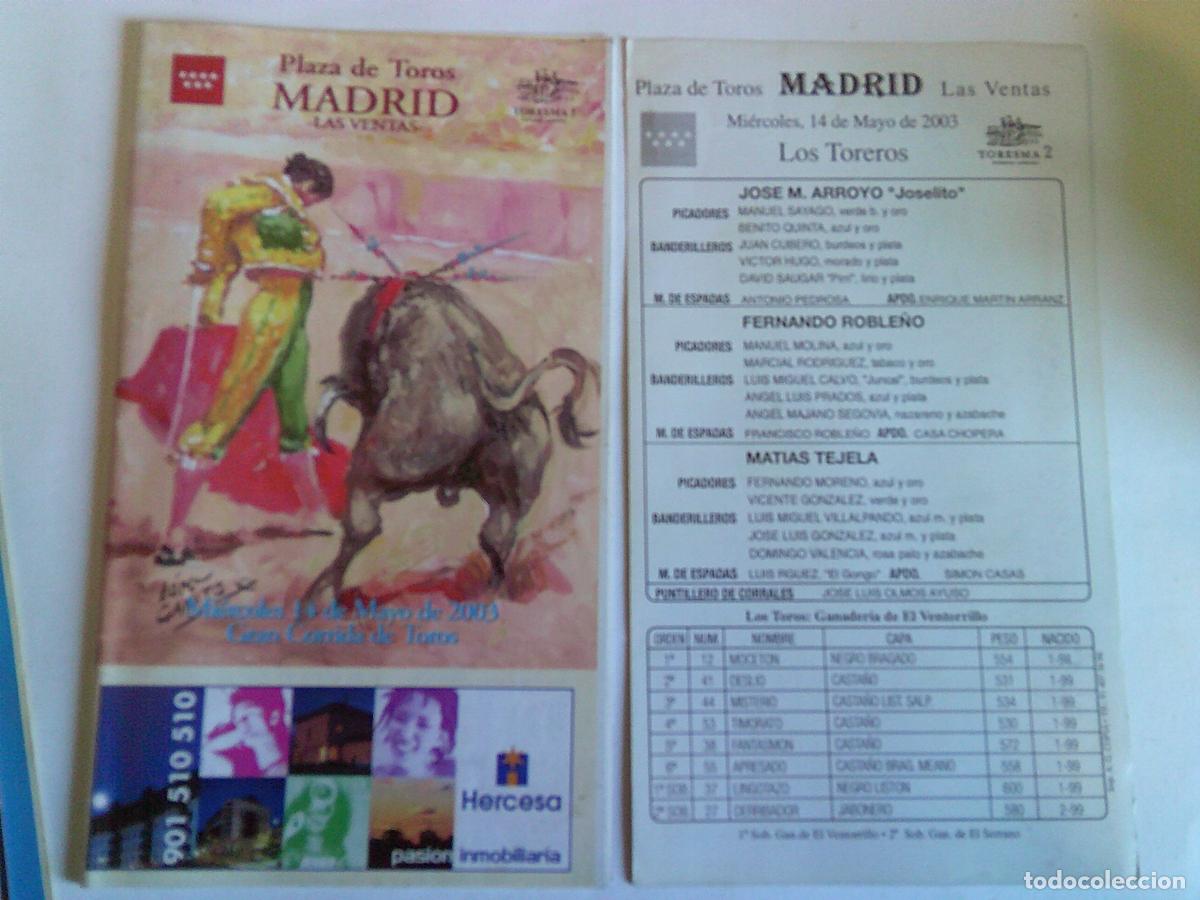 Plaza de Toros
MADRID
-LAS VENTAS-
TORESMA 2
Miércoles 14 de Mayo de 2003
Gran Corrida de Toros
901 510 510
Hercesa
pasion inmobiliaria
Plaza de Toros MADRID Las Ventas
Miércoles, 14 de Mayo de 2003
Los Toreros
TORESMA 2
JOSE M. ARROYO "Joselito"
PICADORES MANUEL SAYAGO, verde b. y oro
BENITO QUINTA, azul y oro
BANDERILLEROS JUAN CUBERO, burdeos y plata
VICTOR HUGO, morado y plata
DAVID SAUGAR "Pirri", lirio y plata
M. DE ESPADAS ANTONIO PEDROSA APDO. ENRIQUE MARTIN ARRANZ
FERNANDO ROBLEÑO
PICADORES MANUEL MOLINA, azul y oro
MARCIAL RODRIGUEZ, tabaco y oro
BANDERILLEROS LUIS MIGUEL CALVO, "Juncal", burdeos y plata
ANGEL LUIS PRADOS, azul y plata
ANGEL MAJANO SEGOVIA, nazareno y azabache
M. DE ESPADAS FRANCISCO ROBLEÑO APDO. CASA CHOPERA
MATIAS TEJELA
PICADORES FERNANDO MORENO, azul y oro
VICENTE GONZALEZ, verde y oro
BANDERILLEROS LUIS MIGUEL VILLALPANDO, azul m. y plata
JOSE LUIS GONZALEZ, azul m. y plata
DOMINGO VALENCIA, rosa palo y azabache
M. DE ESPADAS LUIS RGUEZ, "El Gongo" APDO. SIMON CASAS
PUNTILLERO DE CORRALES JOSE LUIS OLMOS AYUSO
Los Toros: Ganadería de El Ventorrillo
ORDEN NUM. NOMBRE CAPA PESO NACIDO
1º 12 MOCETON NEGRO BRAGADO 554 1-98
2º 41 DESLIO CASTAÑO 531 1-99
3º 44 MISTERIO CASTAÑO LIST. SALP. 534 1-99
4º 53 TIMORATO CASTAÑO 530 1-99
5º 38 FANTASMON CASTAÑO 572 1-99
6º 55 APRESADO CASTAÑO BRAG. MEANO 558 1-99
1º SOB. 37 LINGOTAZO NEGRO LISTON 600 1-99
2º SOB. 27 DERRIBADOR JABONERO 580 2-99
1º Sob. Gan. de El Ventorrillo • 2º Sob. Gan. de El Serrano
todocoleccion